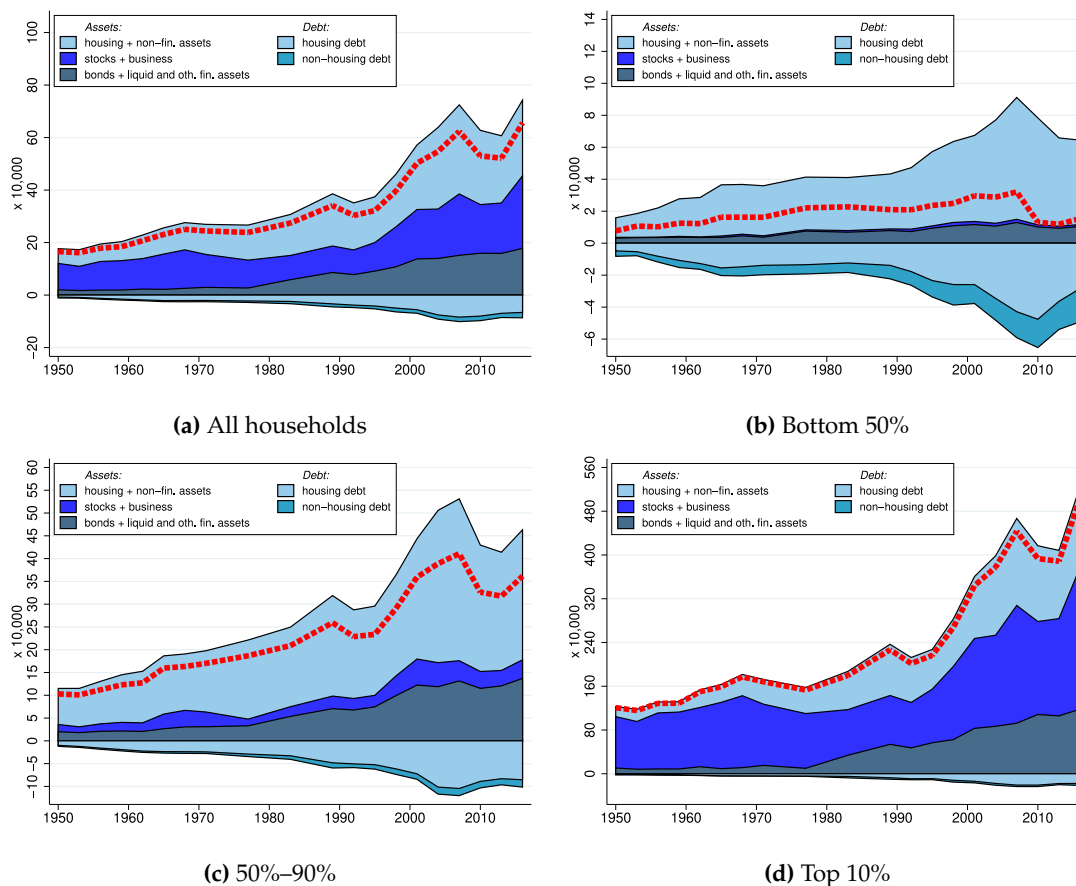 Assets: Debt:
housing + non−fin. assets housing debt
stocks + business non−housing debt
bonds + liquid and oth. fin. assets
x 10,000
−20 0 20 40 60 80 100
1950 1960 1970 1980 1990 2000 2010
(a) All households
Assets: Debt:
housing + non−fin. assets housing debt
stocks + business non−housing debt
bonds + liquid and oth. fin. assets
x 10,000
−6 −4 −2 0 2 4 6 8 10 12 14
1950 1960 1970 1980 1990 2000 2010
(b) Bottom 50%
Assets: Debt:
housing + non−fin. assets housing debt
stocks + business non−housing debt
bonds + liquid and oth. fin. assets
x 10,000
−10 −5 0 5 10 15 20 25 30 35 40 45 50 55 60
1950 1960 1970 1980 1990 2000 2010
(c) 50%–90%
Assets: Debt:
housing + non−fin. assets housing debt
stocks + business non−housing debt
bonds + liquid and oth. fin. assets
x 10,000
0 80 160 240 320 400 480 560
1950 1960 1970 1980 1990 2000 2010
(d) Top 10%